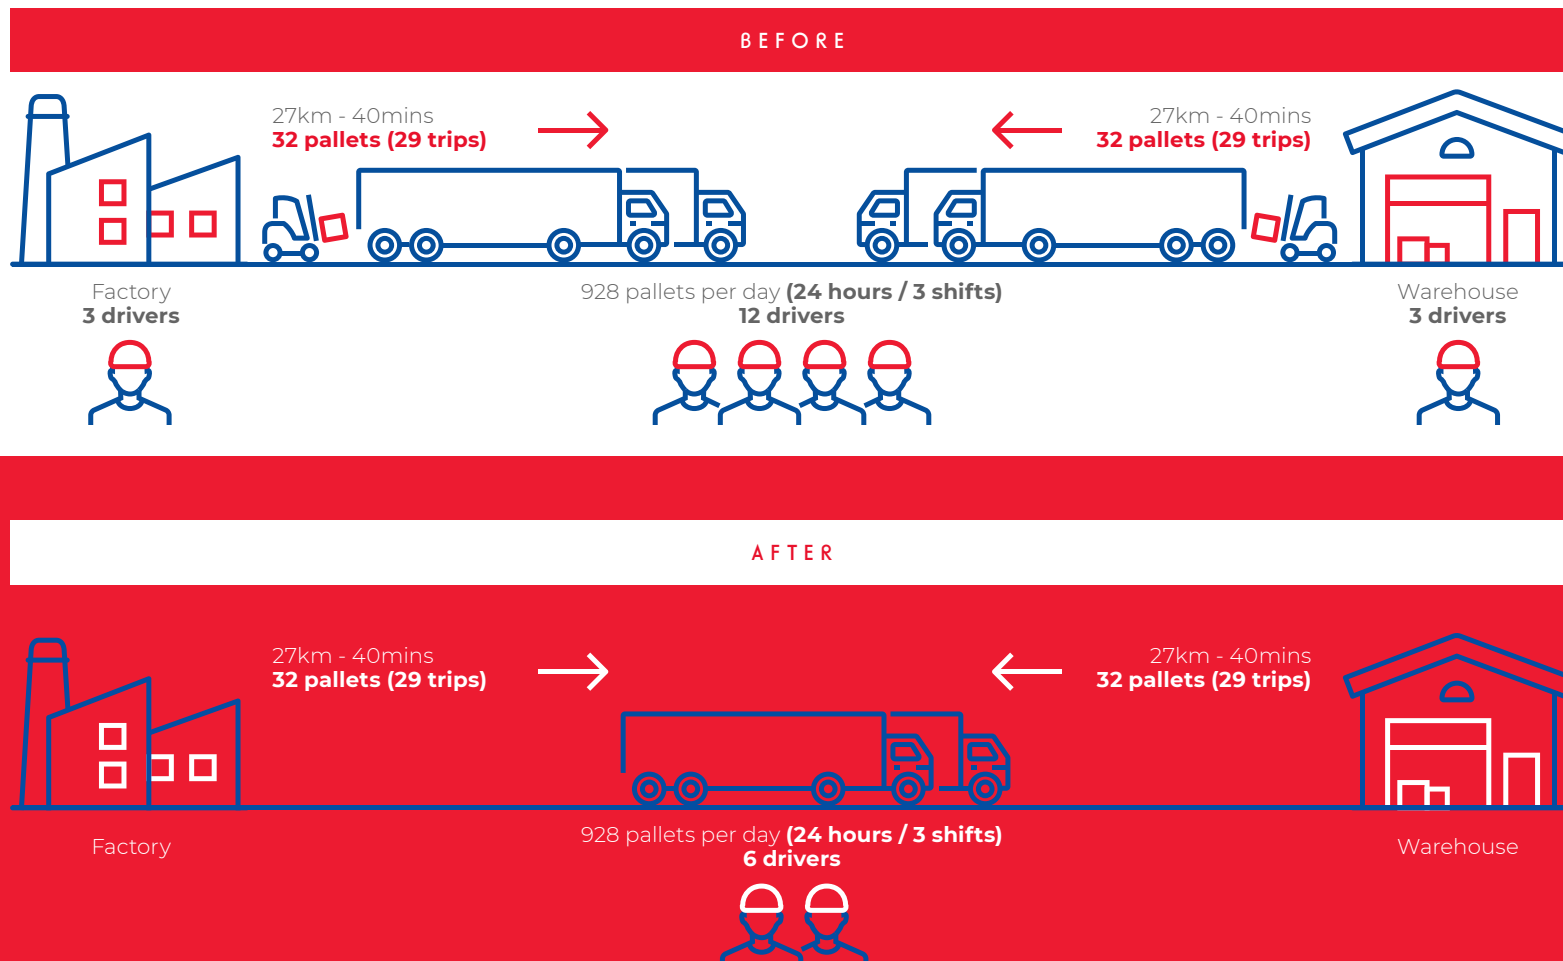 BEFORE
27km - 40mins
32 pallets (29 trips)
27km - 40mins
32 pallets (29 trips)
Factory
3 drivers
928 pallets per day (24 hours / 3 shifts)
12 drivers
Warehouse
3 drivers
AFTER
27km - 40mins
32 pallets (29 trips)
27km - 40mins
32 pallets (29 trips)
Factory
928 pallets per day (24 hours / 3 shifts)
6 drivers
Warehouse